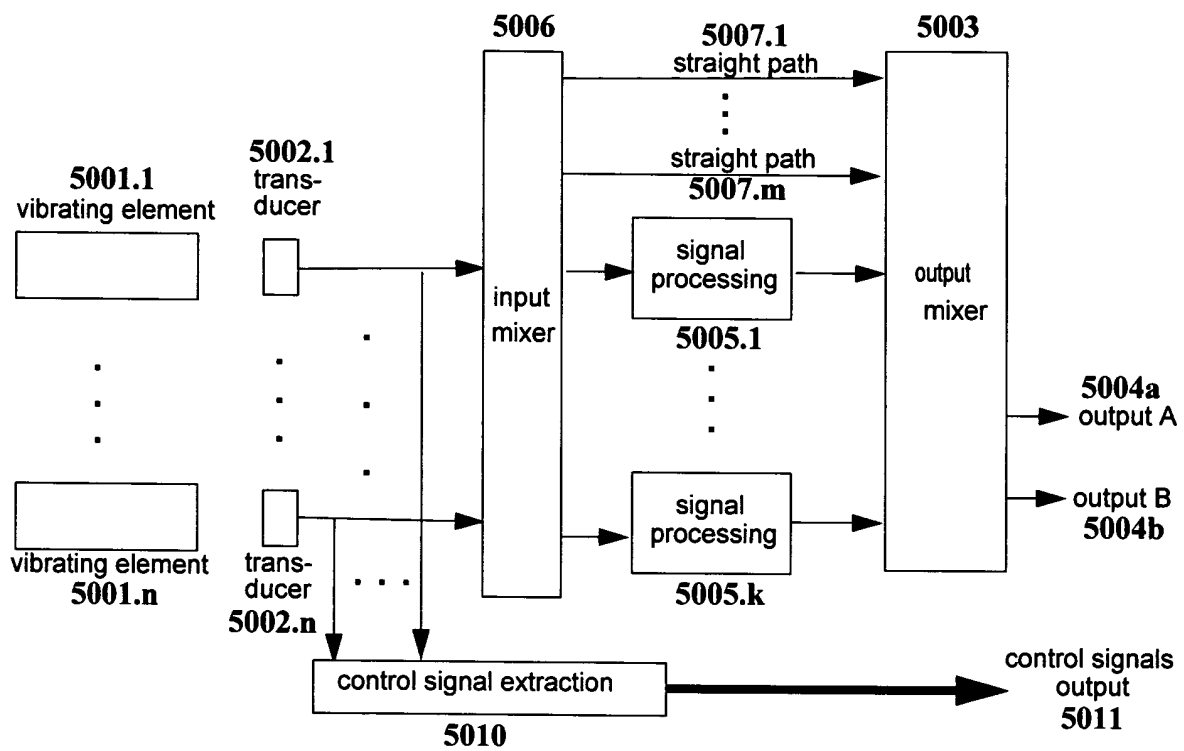 5006
5007.1
straight path
5003
5002.1
trans-
ducer
5001.1
vibrating element
straight path
5007.m
signal
processing
5005.1
input
mixer
output
mixer
5004a
output A
output B
5004b
signal
processing
5005.k
vibrating element
5001.n
trans-
ducer
5002.n
control signal extraction
5010
control signals
output
5011